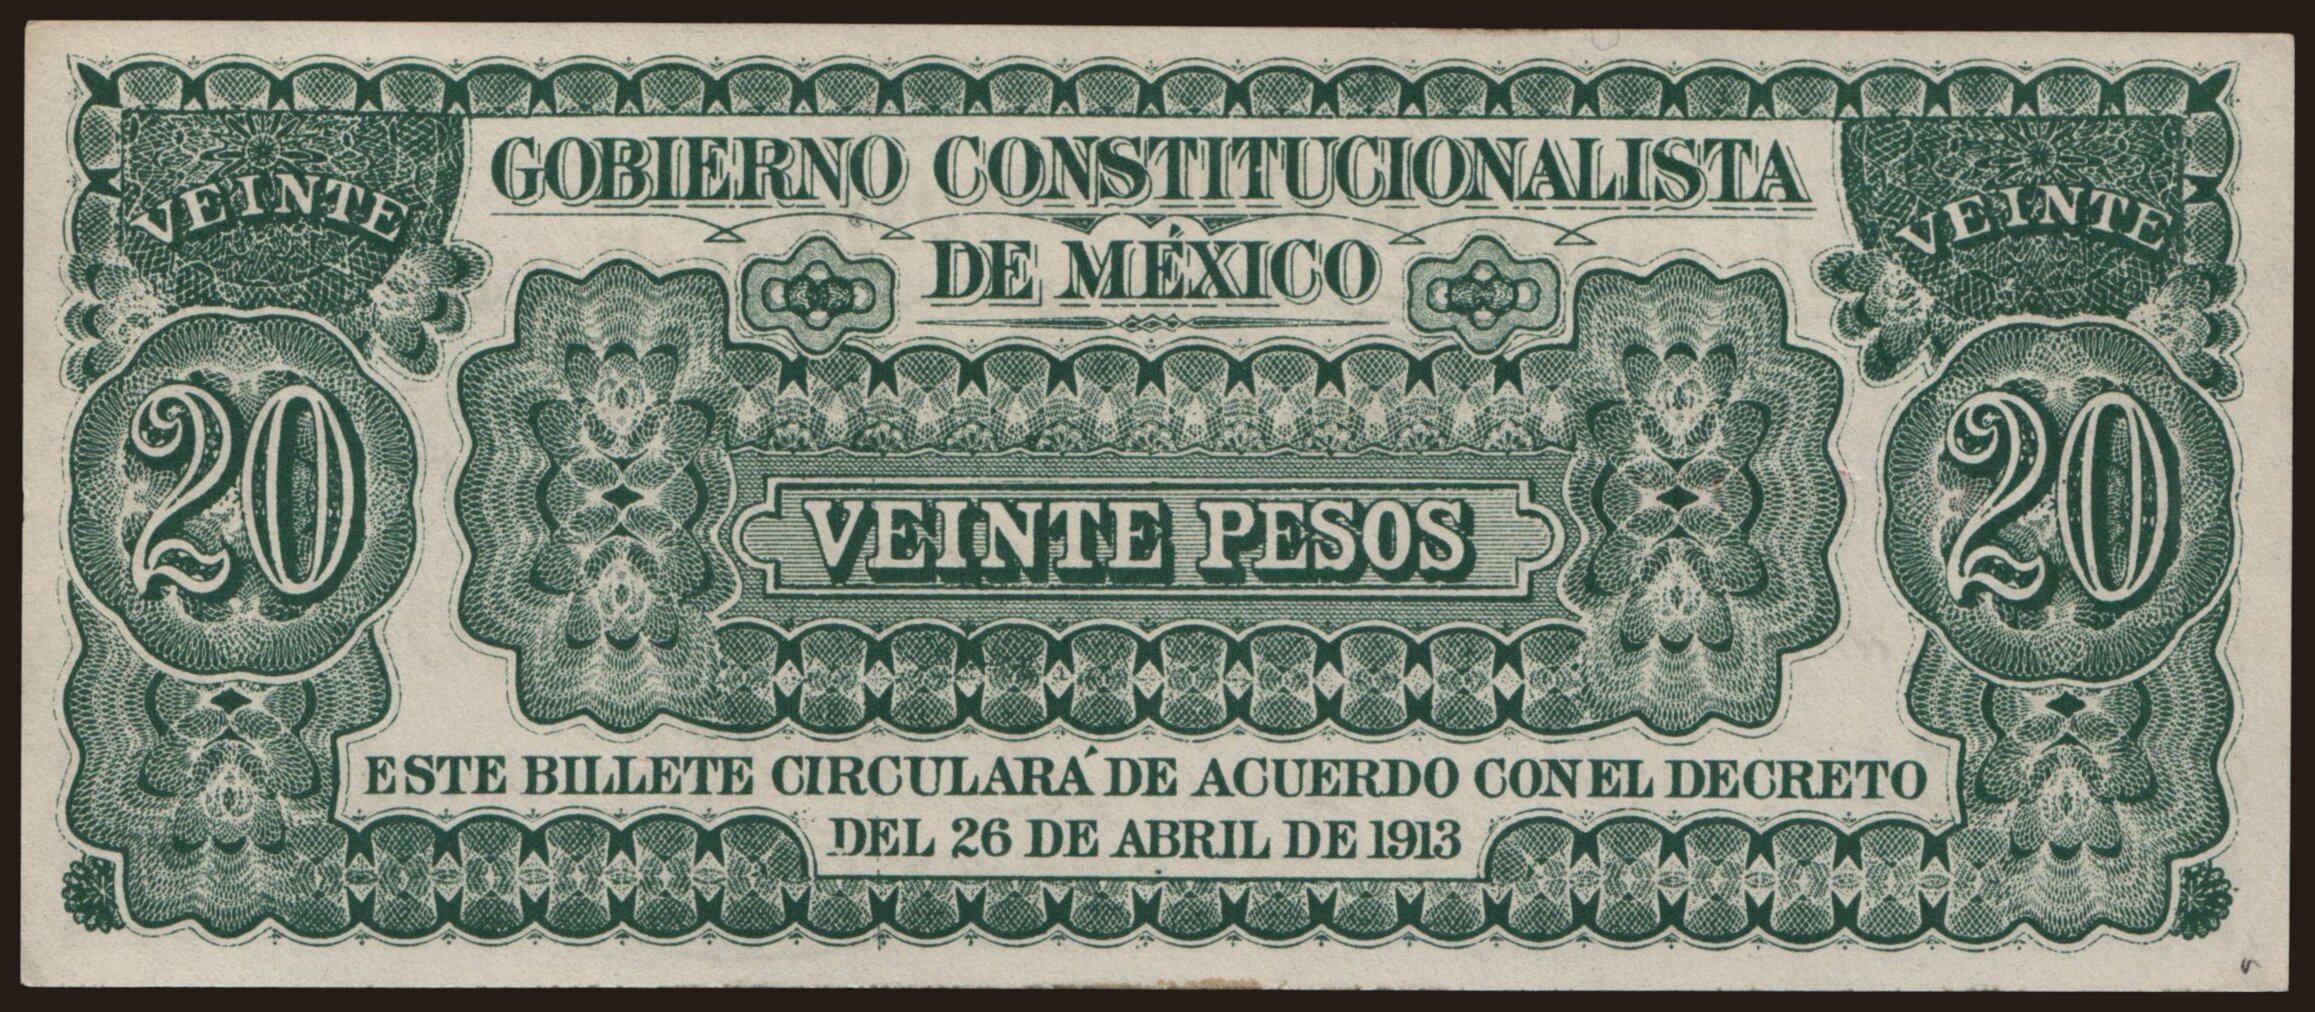 VEINTE
GOBIERNO CONSTITUCIONALISTA
VEINTE
DE MÉXICO
20
VEINTE PESOS
20
ESTE BILLETE CIRCULARÁ DE ACUERDO CON EL DECRETO
DEL 26 DE ABRIL DE 1913